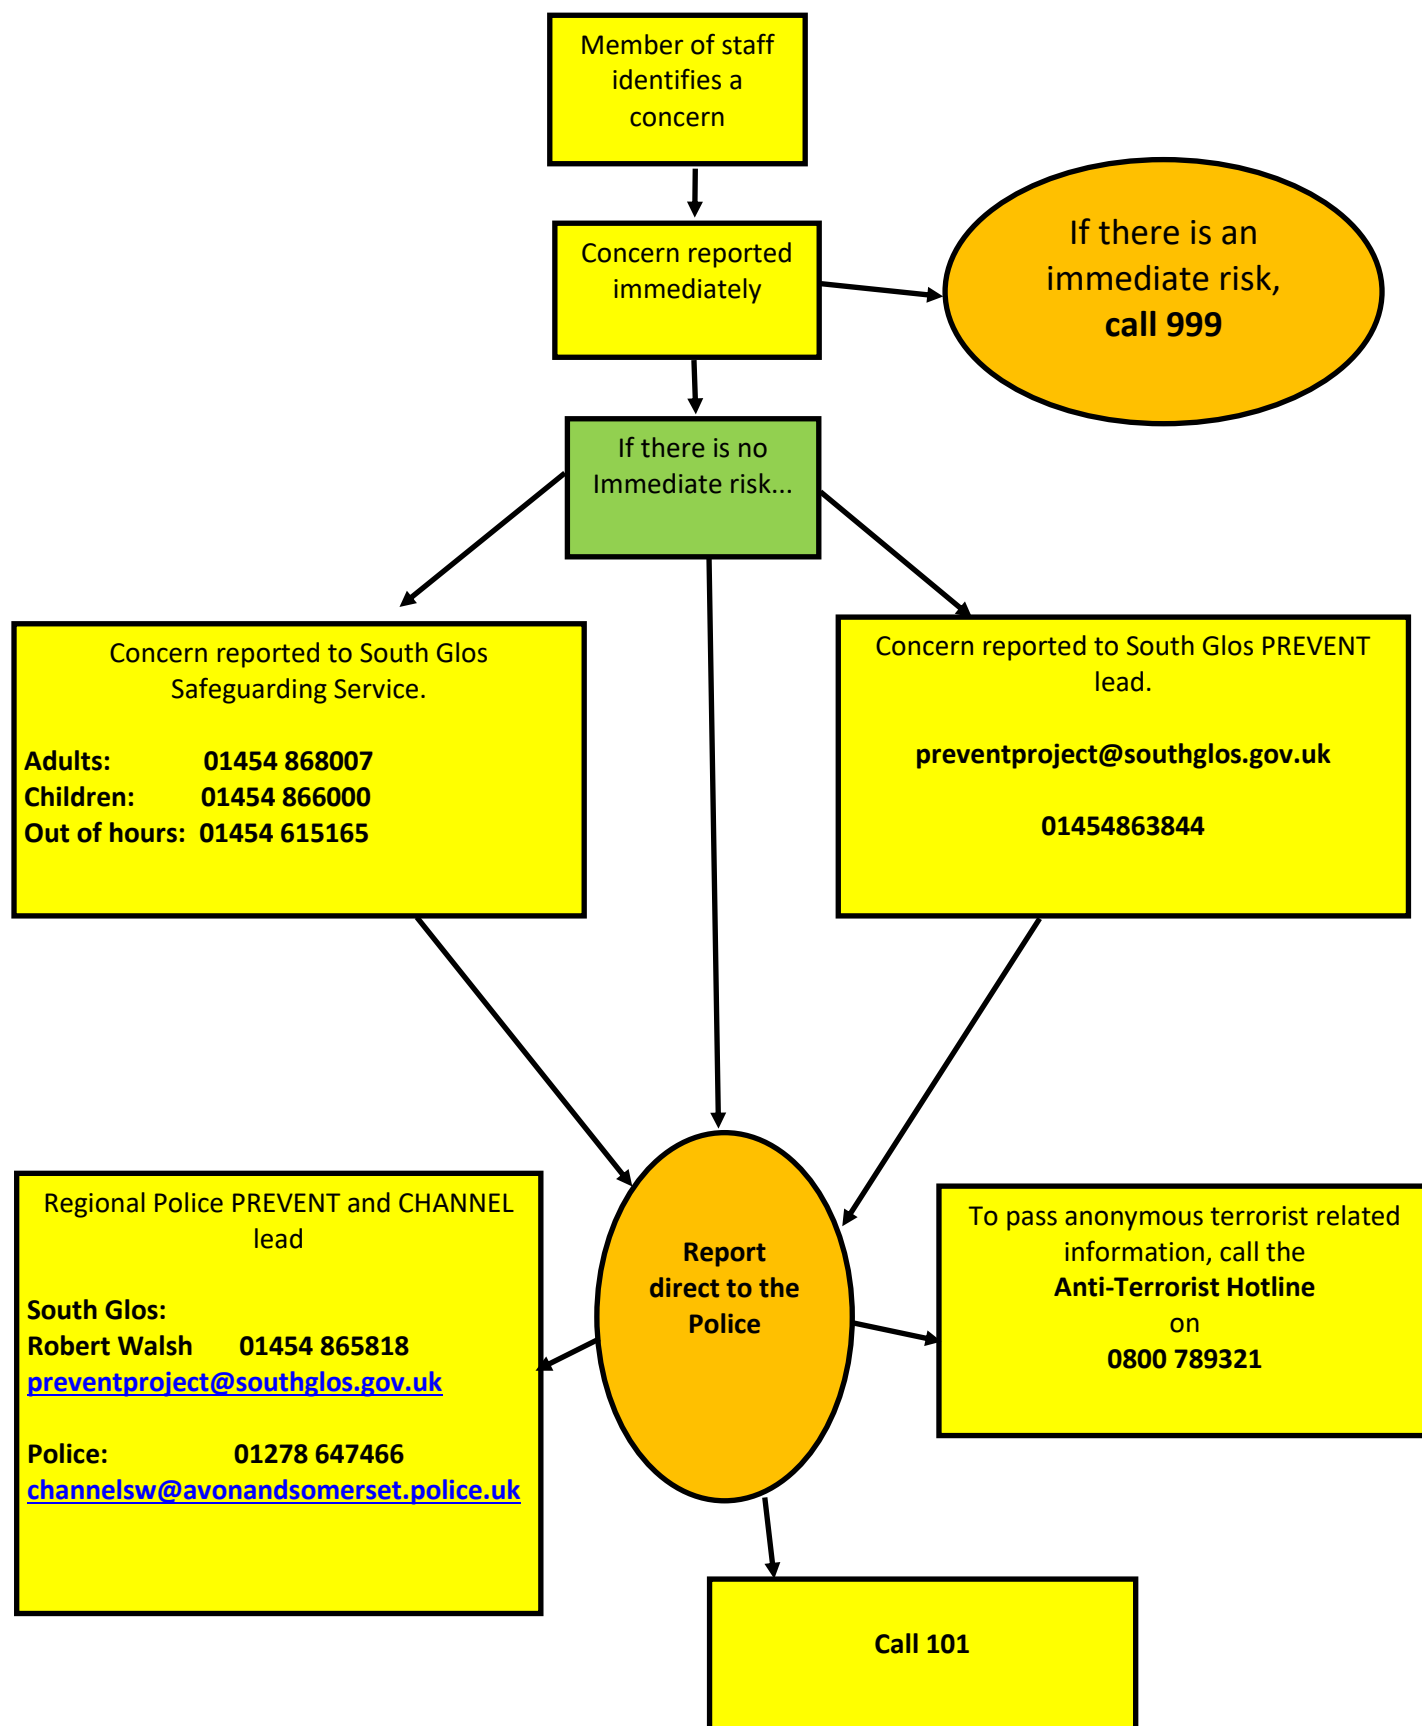 Member of staff
identifies a
concern
Concern reported
immediately
If there is an
immediate risk,
call 999
If there is no
Immediate risk...
Concern reported to South Glos
Safeguarding Service.
Adults: 01454 868007
Children: 01454 866000
Out of hours: 01454 615165
Concern reported to South Glos PREVENT
lead.
preventproject@southglos.gov.uk
01454863844
Regional Police PREVENT and CHANNEL
lead
South Glos:
Robert Walsh 01454 865818
preventproject@southglos.gov.uk
Police: 01278 647466
channelsw@avonandsomerset.police.uk
Report
direct to the
Police
To pass anonymous terrorist related
information, call the
Anti-Terrorist Hotline
on
0800 789321
Call 101